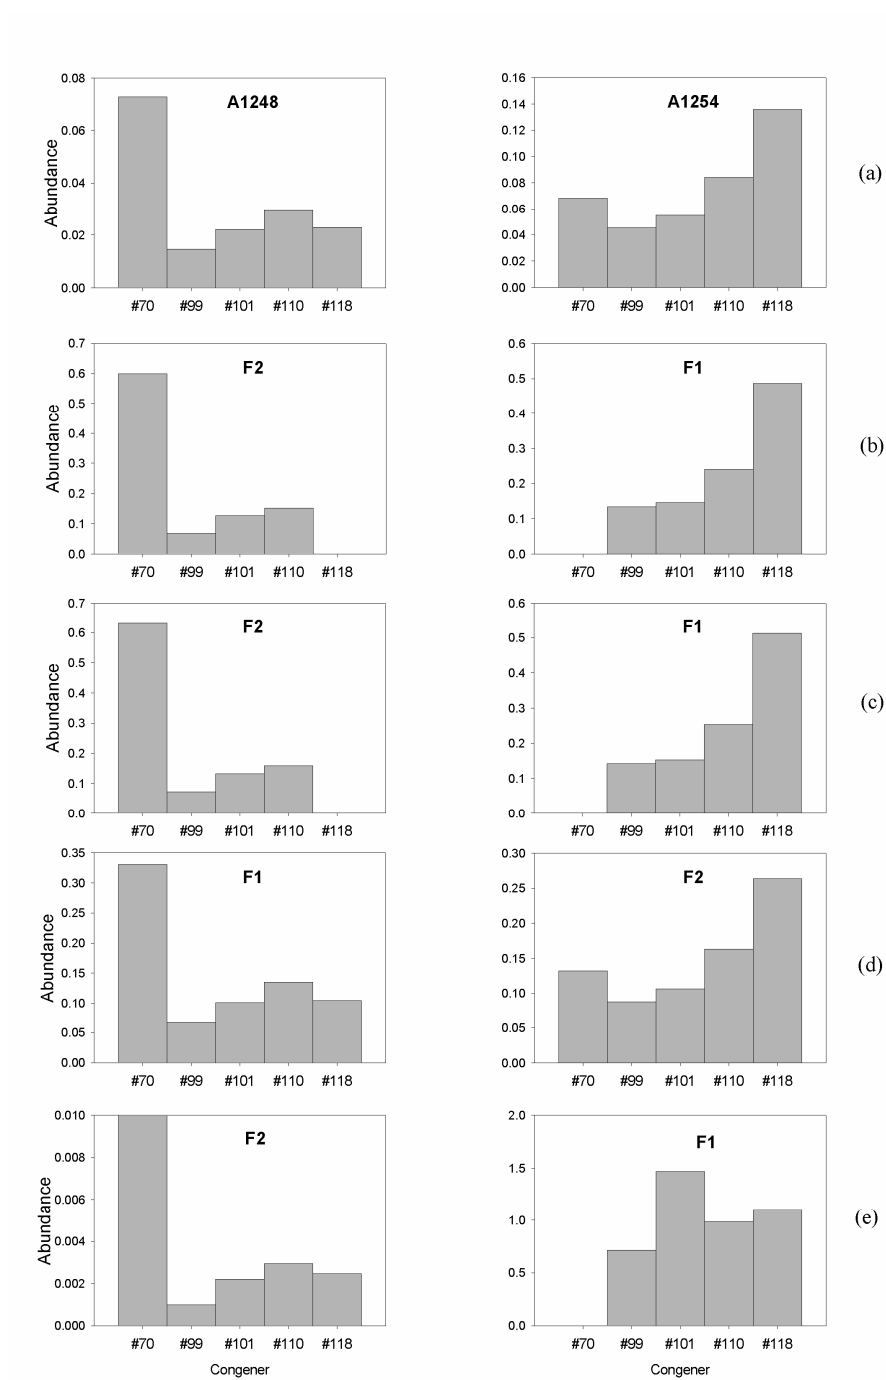 A1248
Abundance
0.08
0.06
0.04
0.02
0.00
#70 #99 #101 #110 #118
A1254
0.16
0.14
0.12
0.10
0.08
0.06
0.04
0.02
0.00
#70 #99 #101 #110 #118
(a)
F2
Abundance
0.7
0.6
0.5
0.4
0.3
0.2
0.1
0.0
#70 #99 #101 #110 #118
F1
0.6
0.5
0.4
0.3
0.2
0.1
0.0
#70 #99 #101 #110 #118
(b)
F2
Abundance
0.7
0.6
0.5
0.4
0.3
0.2
0.1
0.0
#70 #99 #101 #110 #118
F1
0.6
0.5
0.4
0.3
0.2
0.1
0.0
#70 #99 #101 #110 #118
(c)
F1
Abundance
0.35
0.30
0.25
0.20
0.15
0.10
0.05
0.00
#70 #99 #101 #110 #118
F2
0.30
0.25
0.20
0.15
0.10
0.05
0.00
#70 #99 #101 #110 #118
(d)
F2
Abundance
0.010
0.008
0.006
0.004
0.002
0.000
#70 #99 #101 #110 #118
Congener
F1
2.0
1.5
1.0
0.5
0.0
#70 #99 #101 #110 #118
Congener
(e)